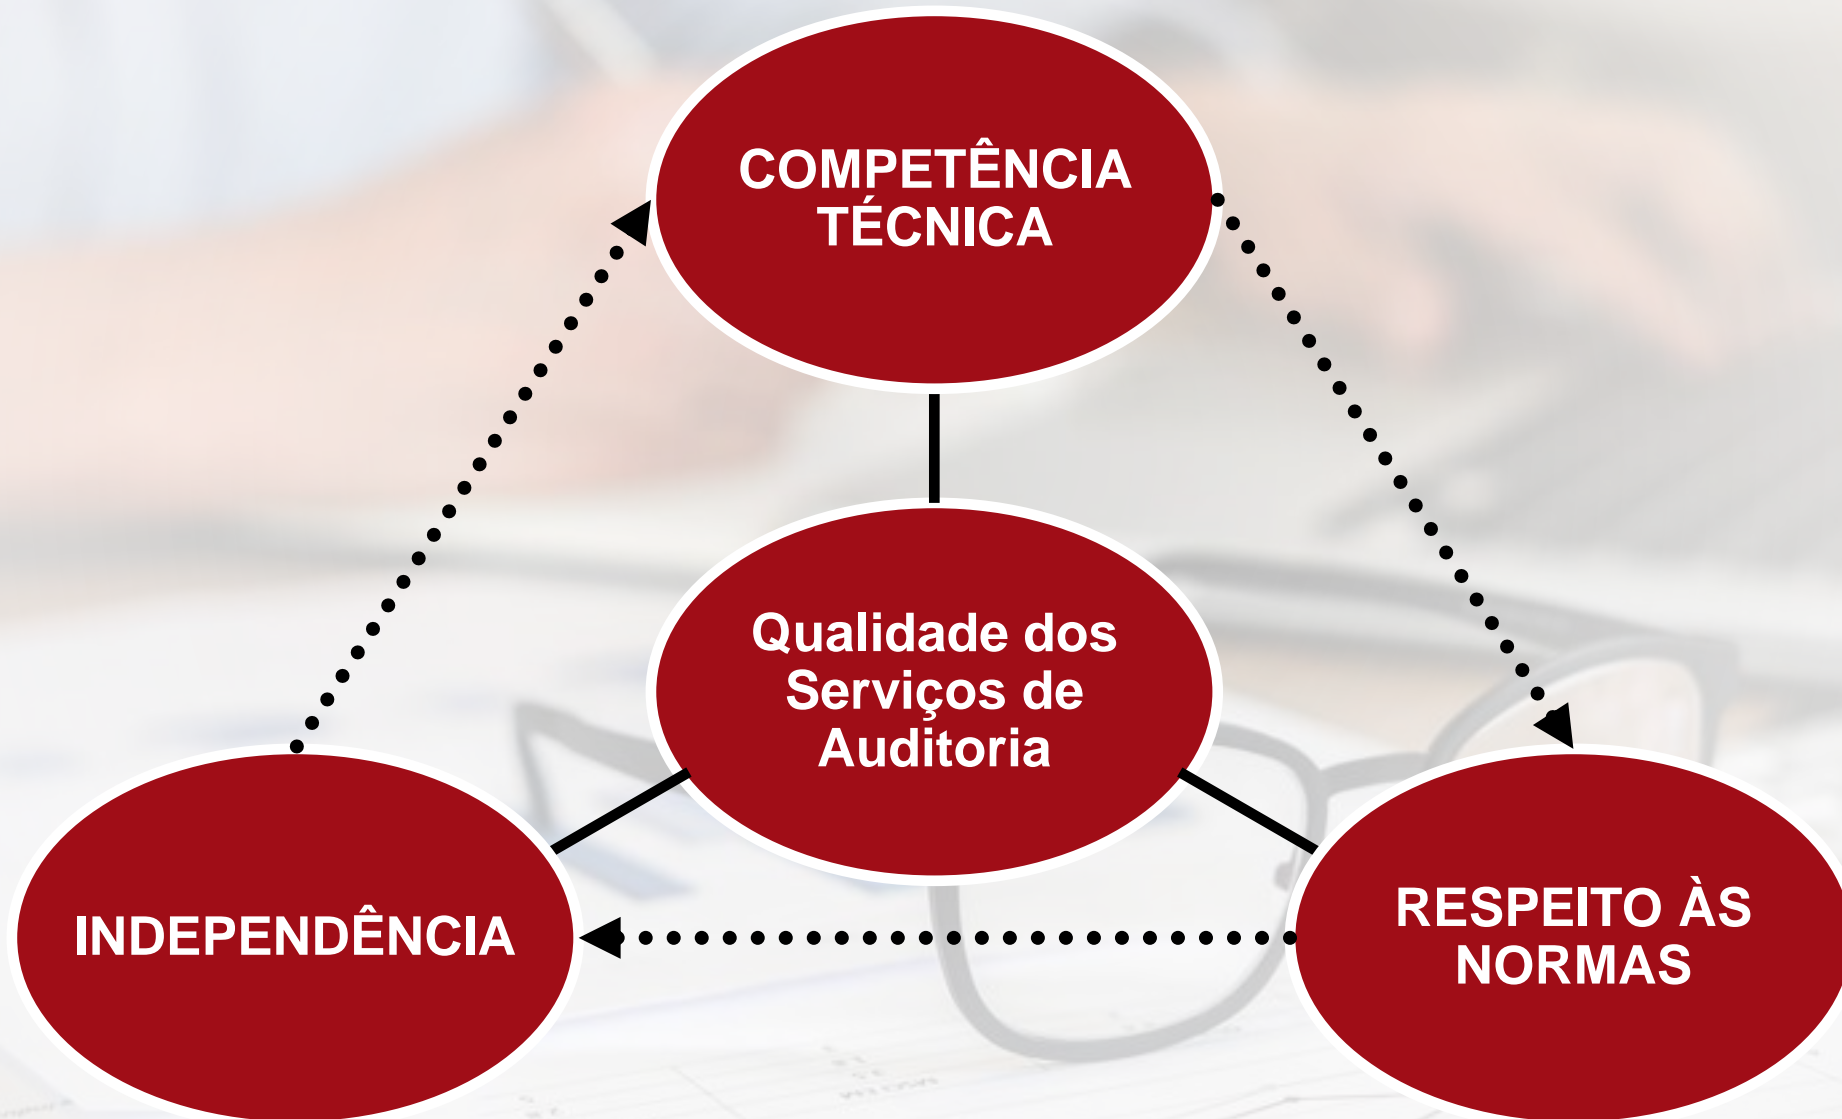 COMPETÊNCIA
TÉCNICA
Qualidade dos
Serviços de
Auditoria
INDEPENDÊNCIA
RESPEITO ÀS
NORMAS